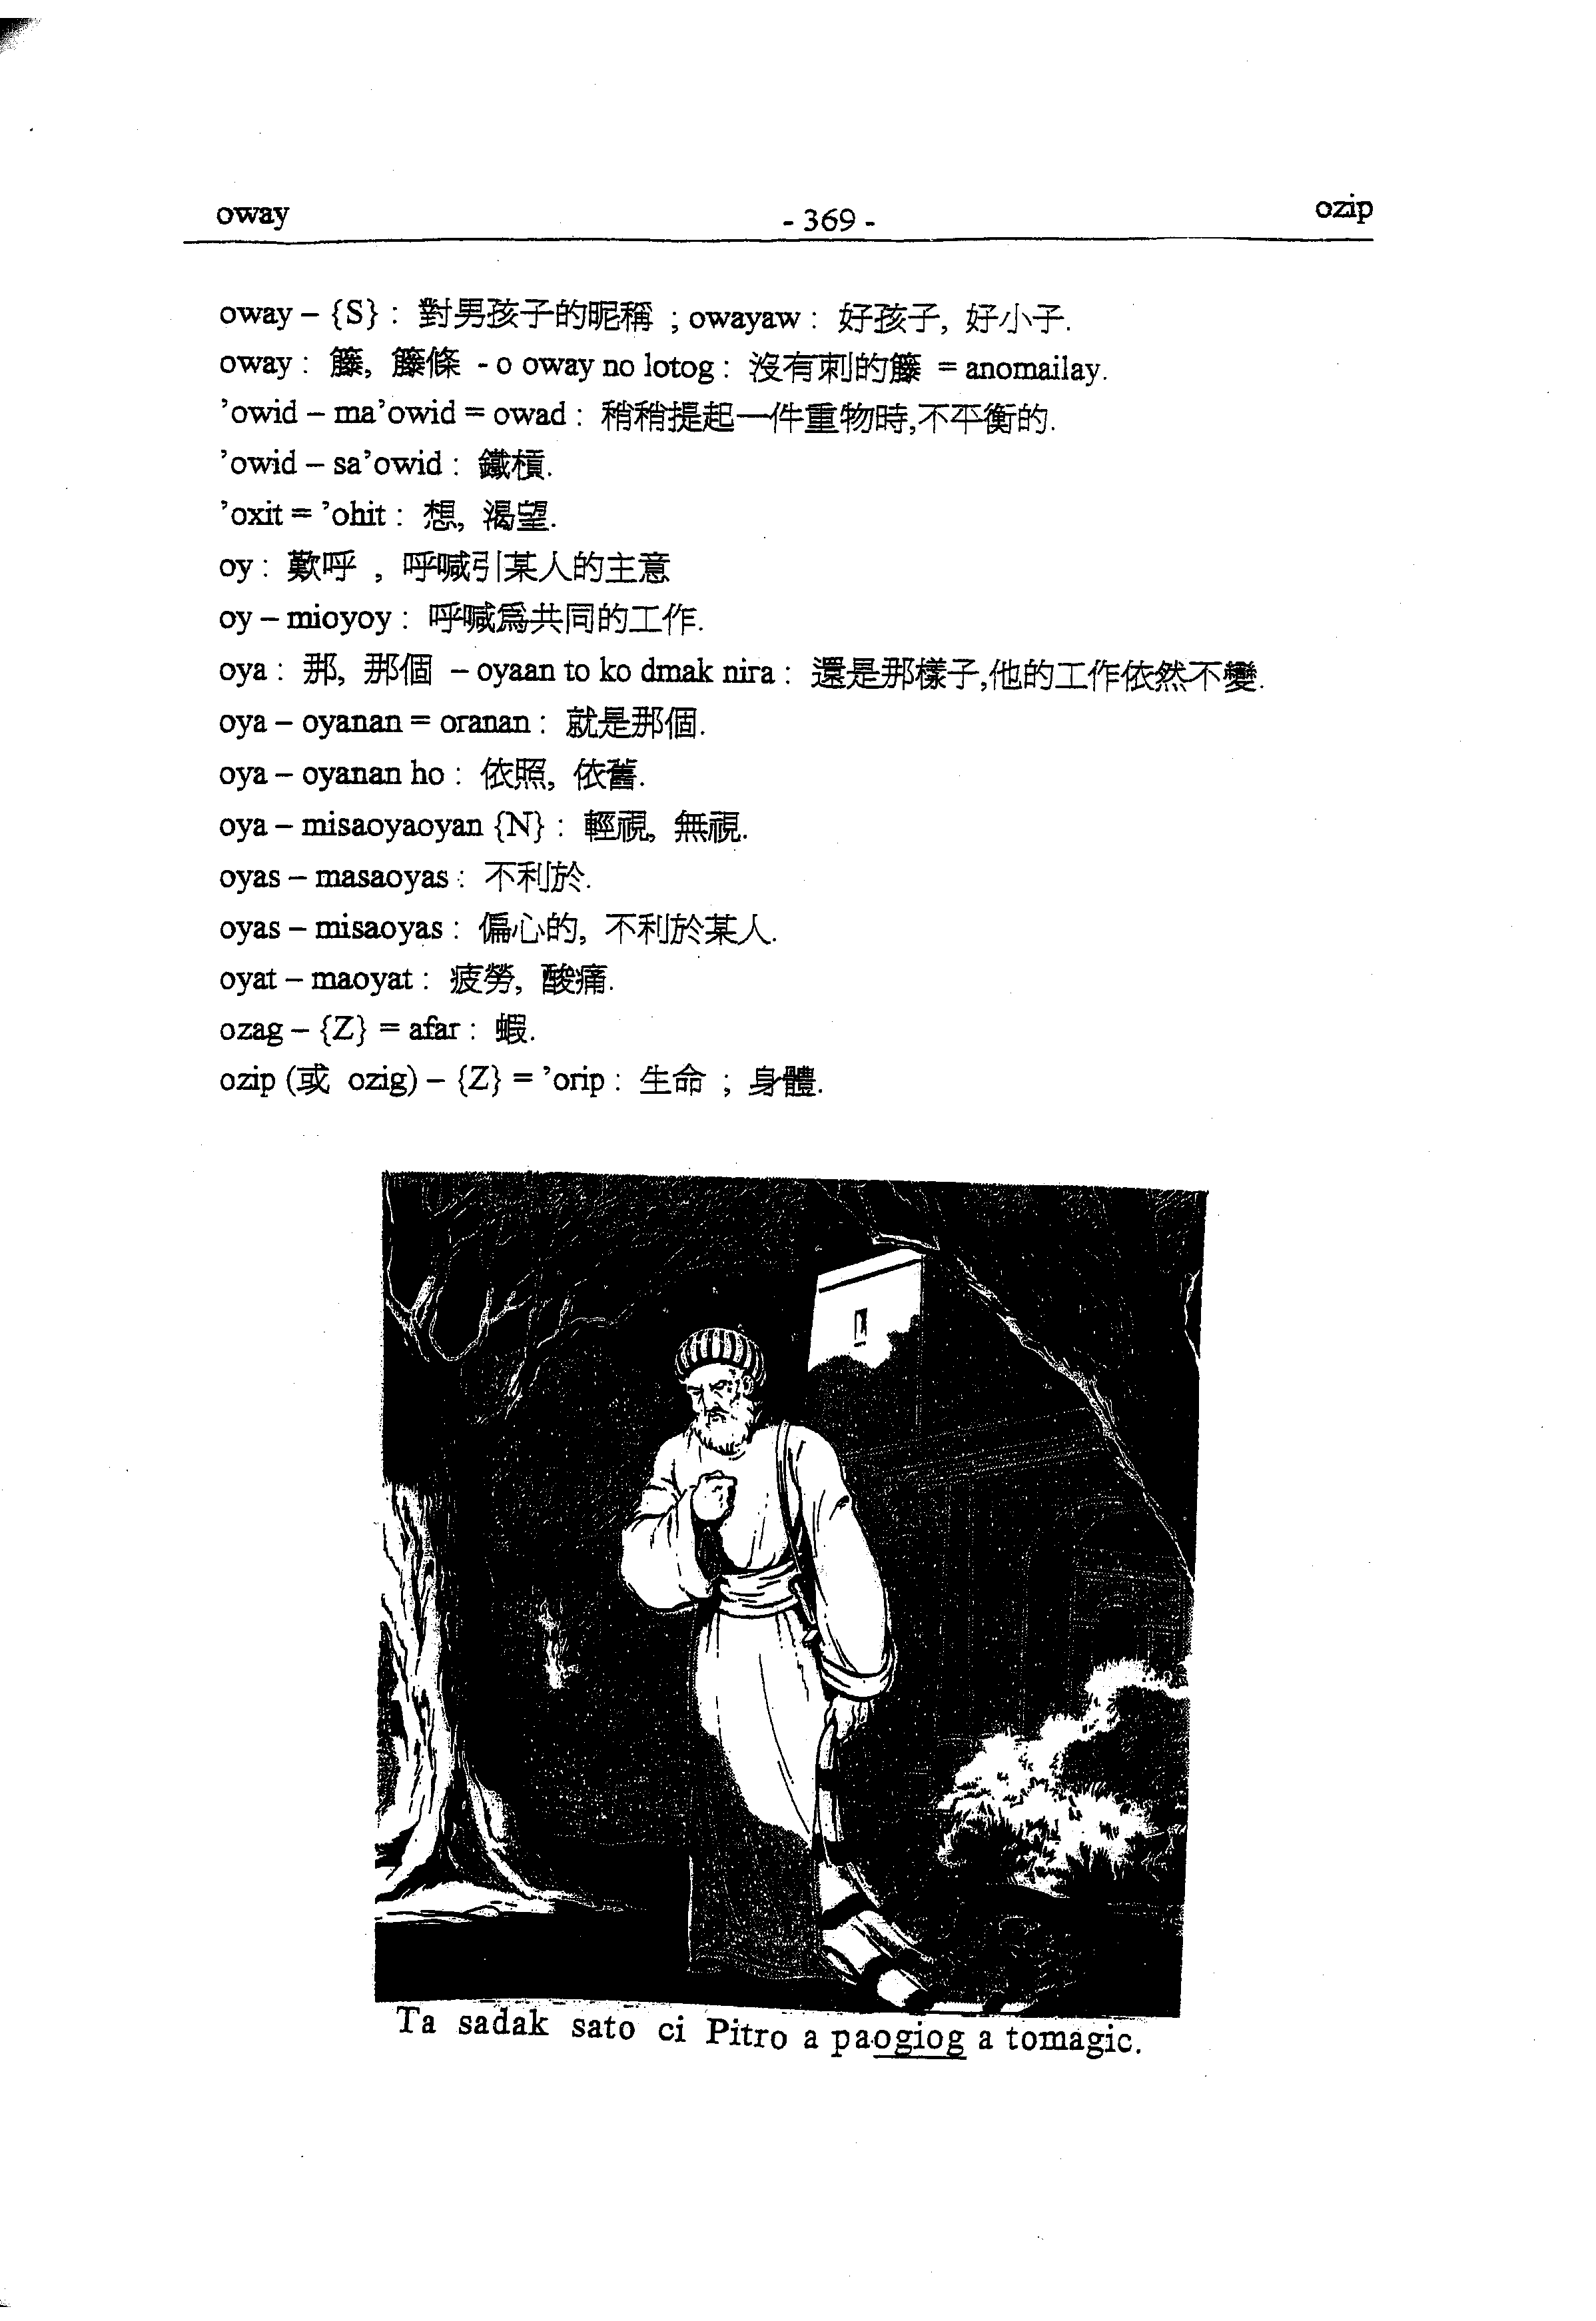 oway - 369 - ozip
oway – {S} : 對男孩子的昵稱 ; owayaw : 好孩子, 好小子.
oway : 籐, 籐條 - o oway no lotog : 沒有刺的籐 = anomailay.
’owid – ma’owid = owad : 稍稍提起一件重物時,不平衡的.
’owid – sa’owid : 鐵槓.
’oxit = ’ohit : 想, 渴望.
oy : 歎呼 , 呼喊引某人的主意
oy – mioyoy : 呼喊爲共同的工作.
oya : 那, 那個 – oyaan to ko dmak nira : 還是那樣子,他的工作依然不變.
oya – oyanan = oranan : 就是那個.
oya – oyanan ho : 依照, 依舊.
oya – misaoyaoyan {N} : 輕視, 無視.
oyas – masaoyas : 不利於.
oyas – misaoyas : 偏心的, 不利於某人.
oyat – maoyat : 疲勞, 酸痛.
ozag – {Z} = afar : 蝦.
ozip (或 ozig) – {Z} = ’orip : 生命 ; 身體.
Ta sadak sato ci Pitro a paogiog a tomagic.